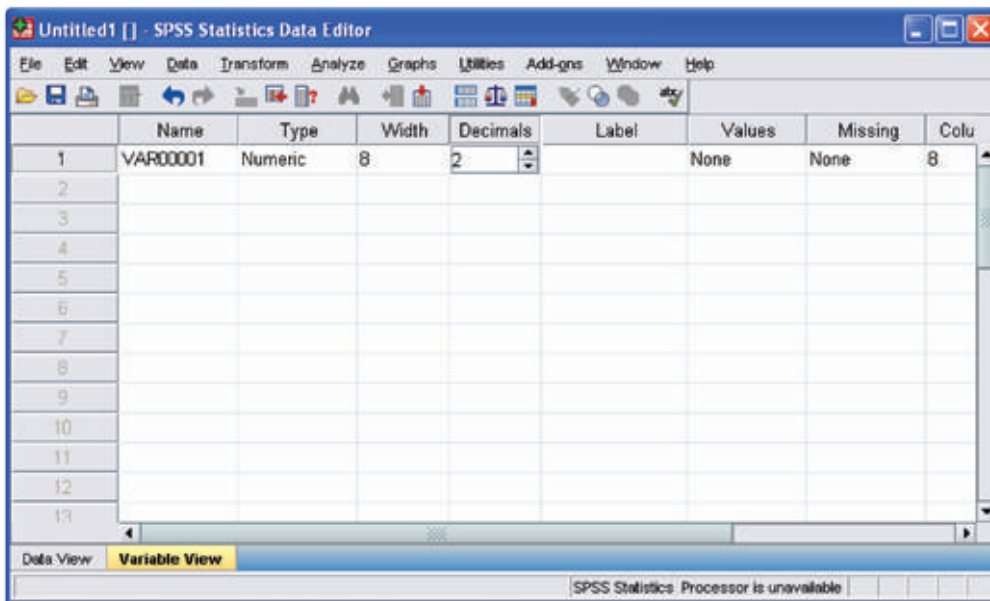 Untitled1 [] - SPSS Statistics Data Editor
File Edit View Data Transform Analyze Graphs Utilities Add-ons Window Help
Name Type Width Decimals Label Values Missing Colu
1 VAR00001 Numeric 8 2 None None 8
2
3
4
5
6
7
8
9
10
11
12
13
Data View Variable View
SPSS Statistics Processor is unavailable